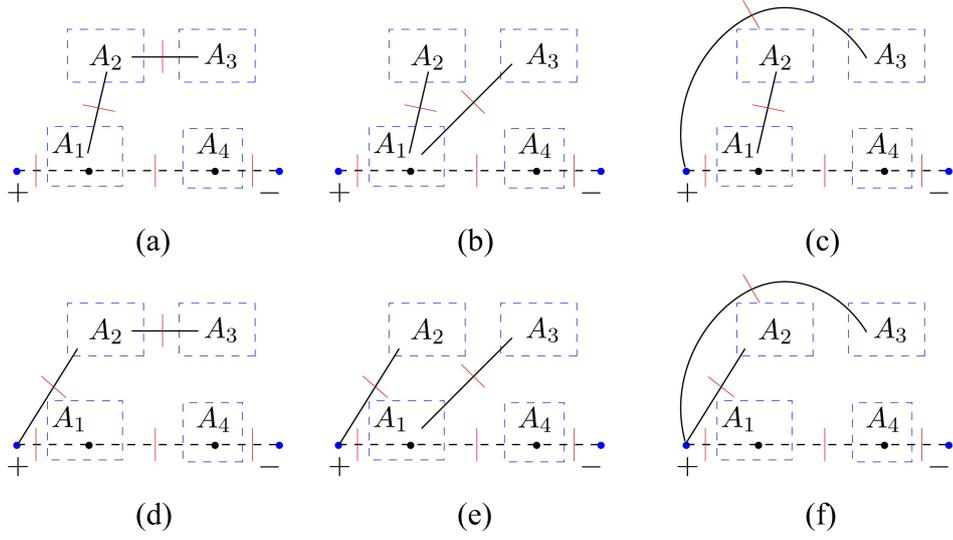 A₂ A₃ A₂ A₃ A₂ A₃
A₁ A₄ A₁ A₄ A₁ A₄
+ − + − + −
(a) (b) (c)
A₂ A₃ A₂ A₃ A₂ A₃
A₁ A₄ A₁ A₄ A₁ A₄
+ − + − + −
(d) (e) (f)